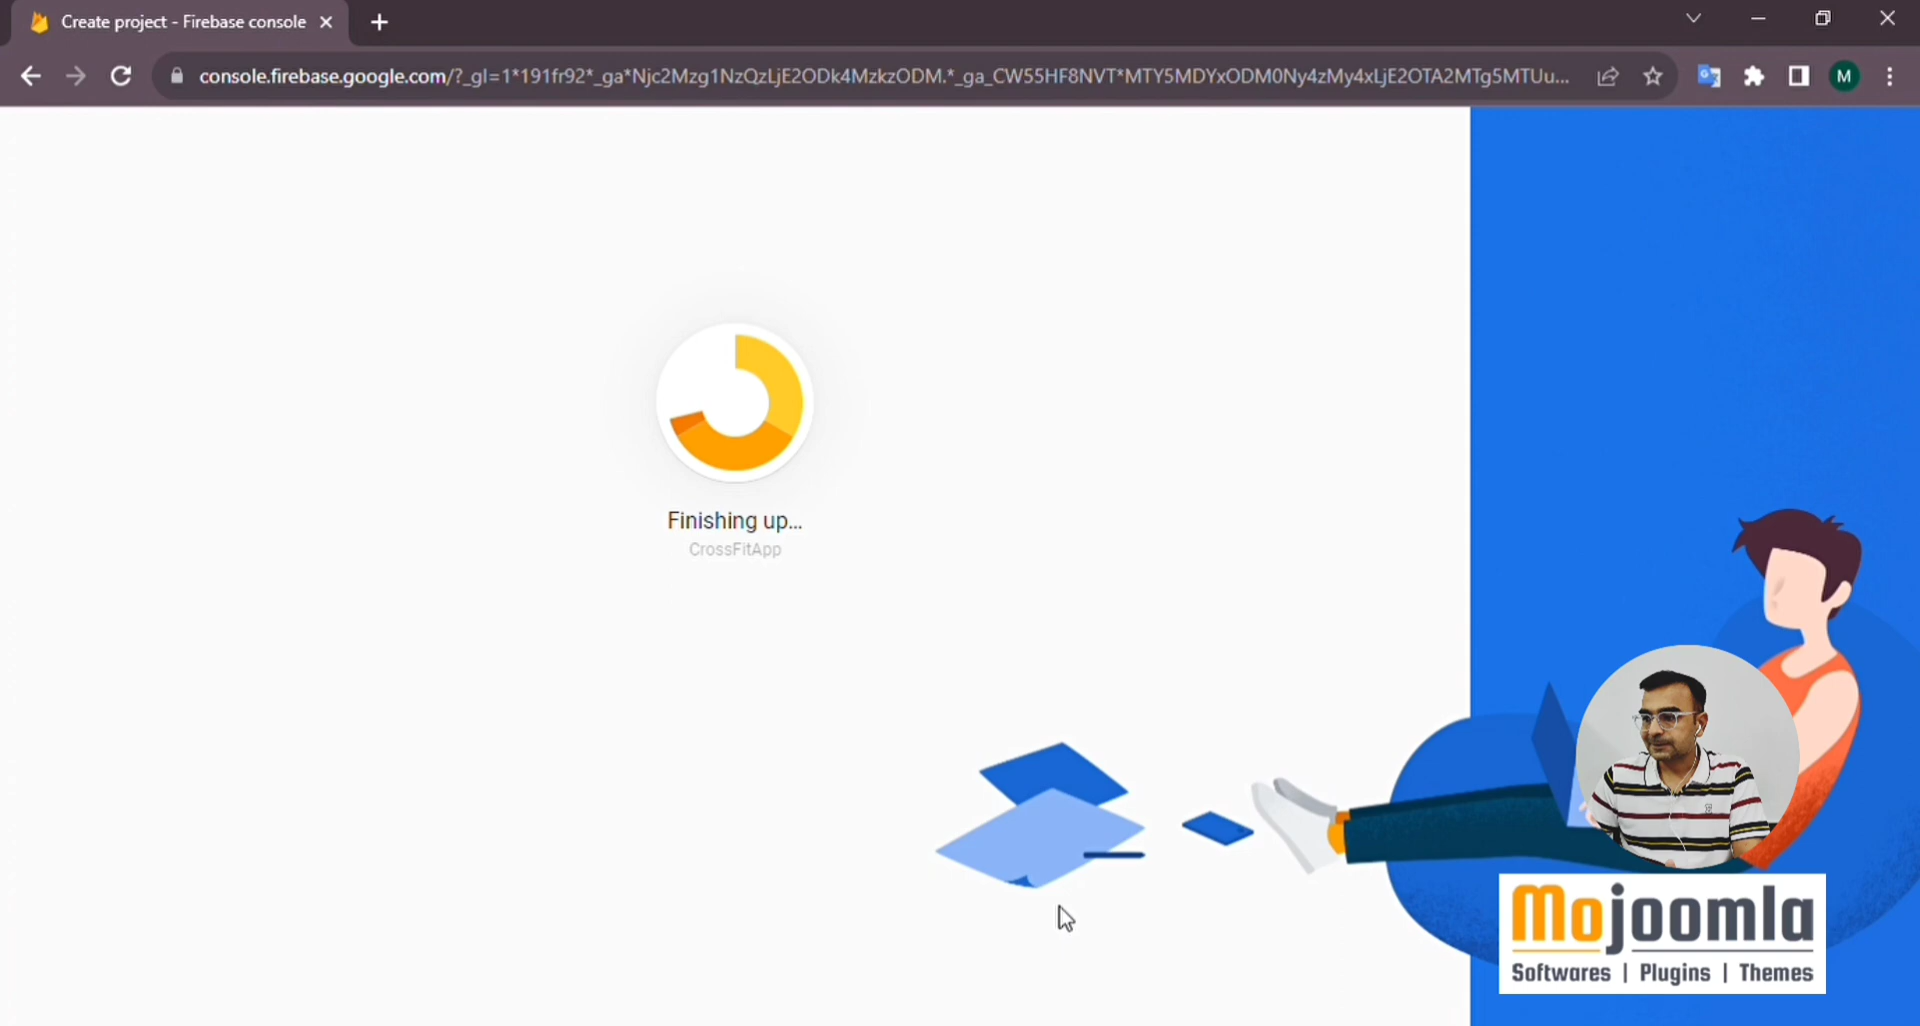 Create project - Firebase console
console.firebase.google.com/?_gl=1*191fr92*_ga*Njc2Mzg1NzQzLjE2ODk4MzkzODM.*_ga_CW55HF8NVT*MTY5MDYxODM0Ny4zMy4xLjE2OTA2MTg5MTUu...
M
Finishing up...
CrossFitApp
Mojoomla
Softwares | Plugins | Themes